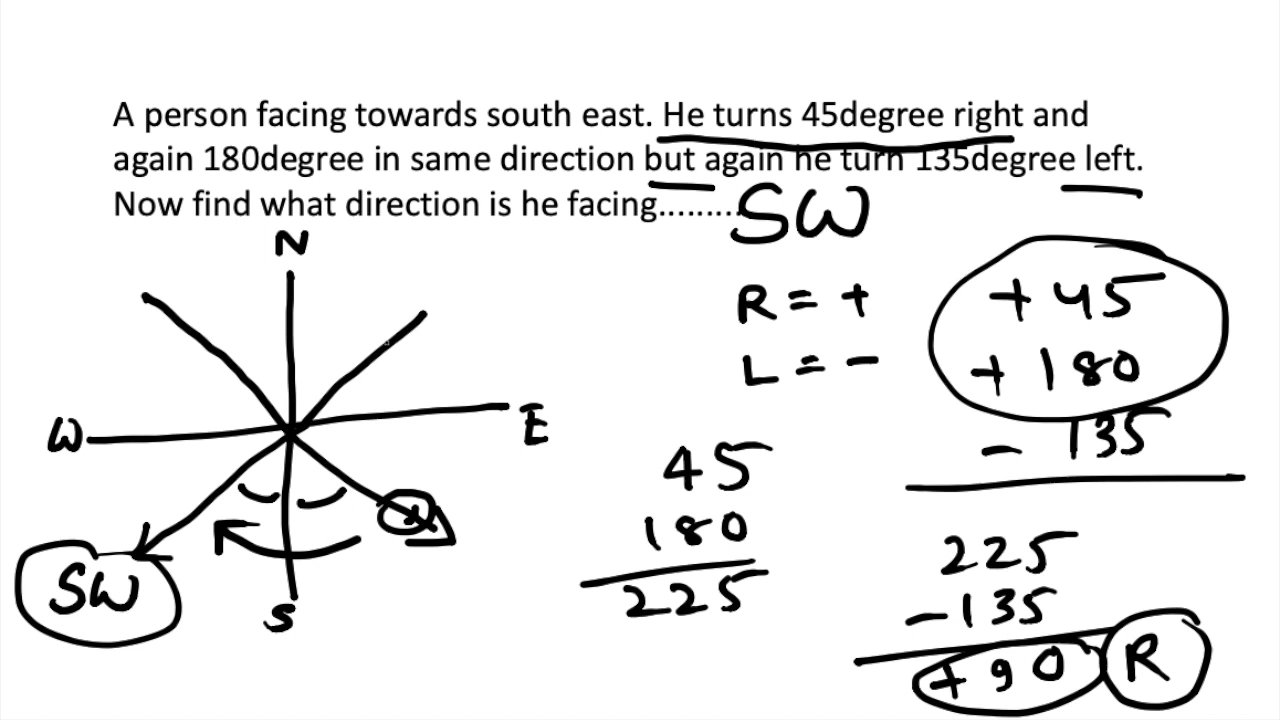 A person facing towards south east. He turns 45degree right and
again 180degree in same direction but again he turn 135degree left.
Now find what direction is he facing.........
SW
N
R = +
+ 45
L = -
+ 180
W
E
- 135
45
180
225
225
- 135
SW
S
+ 90 R